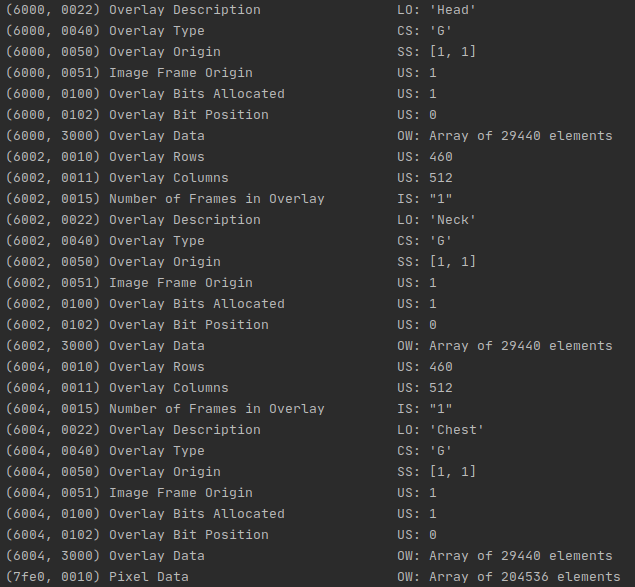 (6000, 0022) Overlay Description                 LO: 'Head'
(6000, 0040) Overlay Type                        CS: 'G'
(6000, 0050) Overlay Origin                      SS: [1, 1]
(6000, 0051) Image Frame Origin                  US: 1
(6000, 0100) Overlay Bits Allocated              US: 1
(6000, 0102) Overlay Bit Position                US: 0
(6000, 3000) Overlay Data                        OW: Array of 29440 elements
(6002, 0010) Overlay Rows                        US: 460
(6002, 0011) Overlay Columns                     US: 512
(6002, 0015) Number of Frames in Overlay         IS: "1"
(6002, 0022) Overlay Description                 LO: 'Neck'
(6002, 0040) Overlay Type                        CS: 'G'
(6002, 0050) Overlay Origin                      SS: [1, 1]
(6002, 0051) Image Frame Origin                  US: 1
(6002, 0100) Overlay Bits Allocated              US: 1
(6002, 0102) Overlay Bit Position                US: 0
(6002, 3000) Overlay Data                        OW: Array of 29440 elements
(6004, 0010) Overlay Rows                        US: 460
(6004, 0011) Overlay Columns                     US: 512
(6004, 0015) Number of Frames in Overlay         IS: "1"
(6004, 0022) Overlay Description                 LO: 'Chest'
(6004, 0040) Overlay Type                        CS: 'G'
(6004, 0050) Overlay Origin                      SS: [1, 1]
(6004, 0051) Image Frame Origin                  US: 1
(6004, 0100) Overlay Bits Allocated              US: 1
(6004, 0102) Overlay Bit Position                US: 0
(6004, 3000) Overlay Data                        OW: Array of 29440 elements
(7fe0, 0010) Pixel Data                          OW: Array of 204536 elements